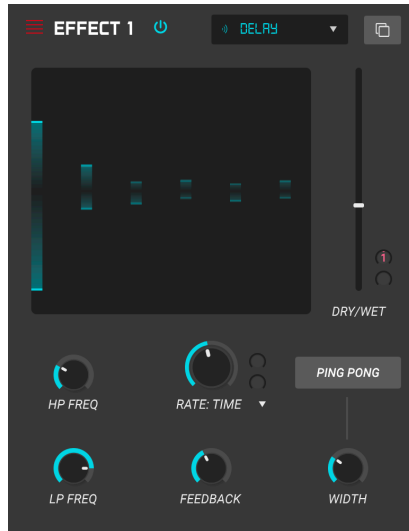 EFFECT 1
DELAY
1
DRY/WET
HP FREQ
RATE: TIME
PING PONG
LP FREQ
FEEDBACK
WIDTH